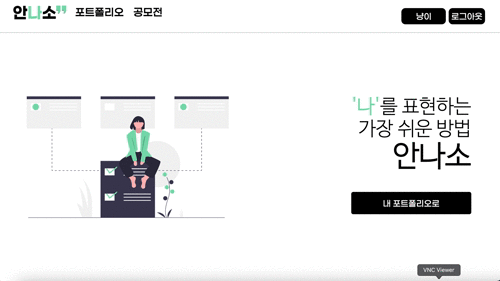 안나소
포트폴리오 공모전
냥이 로그아웃
'나'를 표현하는
가장 쉬운 방법
안나소
내 포트폴리오로
VNC Viewer